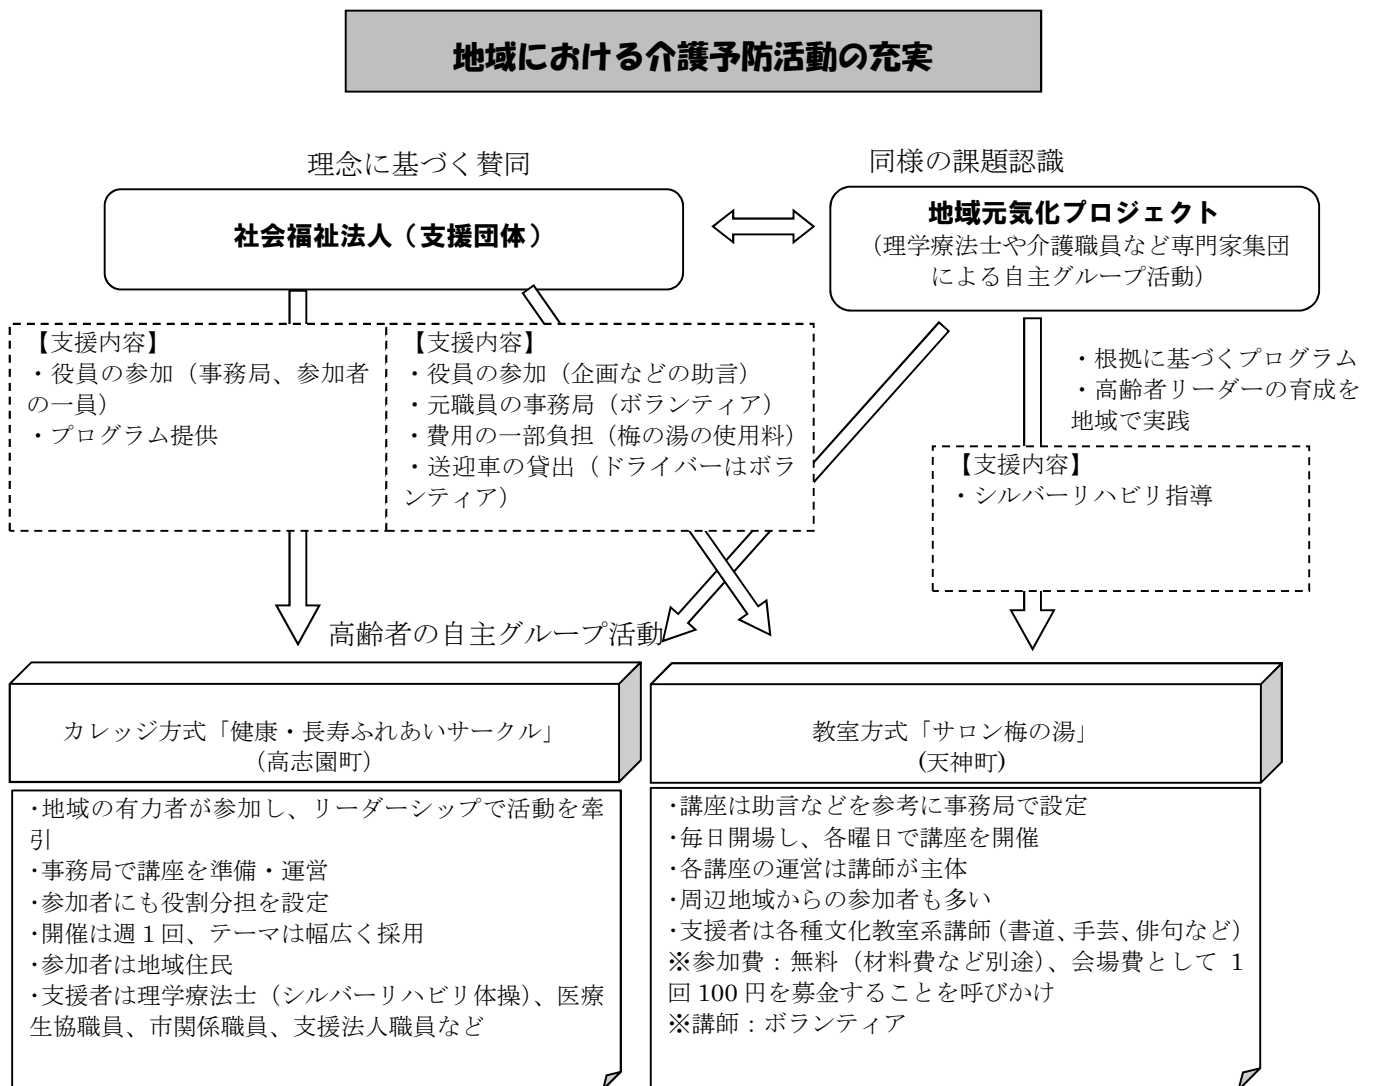 地域における介護予防活動の充実
理念に基づく賛同
同様の課題認識
社会福祉法人（支援団体）
地域元気化プロジェクト
（理学療法士や介護職員など専門家集団
による自主グループ活動）
【支援内容】
・役員の参加（事務局、参加者
の一員）
・プログラム提供
【支援内容】
・役員の参加（企画などの助言）
・元職員の事務局（ボランティア）
・費用の一部負担（梅の湯の使用料）
・送迎車の貸出（ドライバーはボラ
ンティア）
・根拠に基づくプログラム
・高齢者リーダーの育成を
地域で実践
【支援内容】
・シルバーリハビリ指導
高齢者の自主グループ活動
カレッジ方式「健康・長寿ふれあいサークル」
（高志園町）
・地域の有力者が参加し、リーダーシップで活動を牽
引
・事務局で講座を準備・運営
・参加者にも役割分担を設定
・開催は週1回、テーマは幅広く採用
・参加者は地域住民
・支援者は理学療法士（シルバーリハビリ体操）、医療
生協職員、市関係職員、支援法人職員など
教室方式「サロン梅の湯」
(天神町)
・講座は助言などを参考に事務局で設定
・毎日開場し、各曜日で講座を開催
・各講座の運営は講師が主体
・周辺地域からの参加者も多い
・支援者は各種文化教室系講師（書道、手芸、俳句など）
※参加費：無料（材料費など別途）、会場費として 1
回 100 円を募金することを呼びかけ
※講師：ボランティア